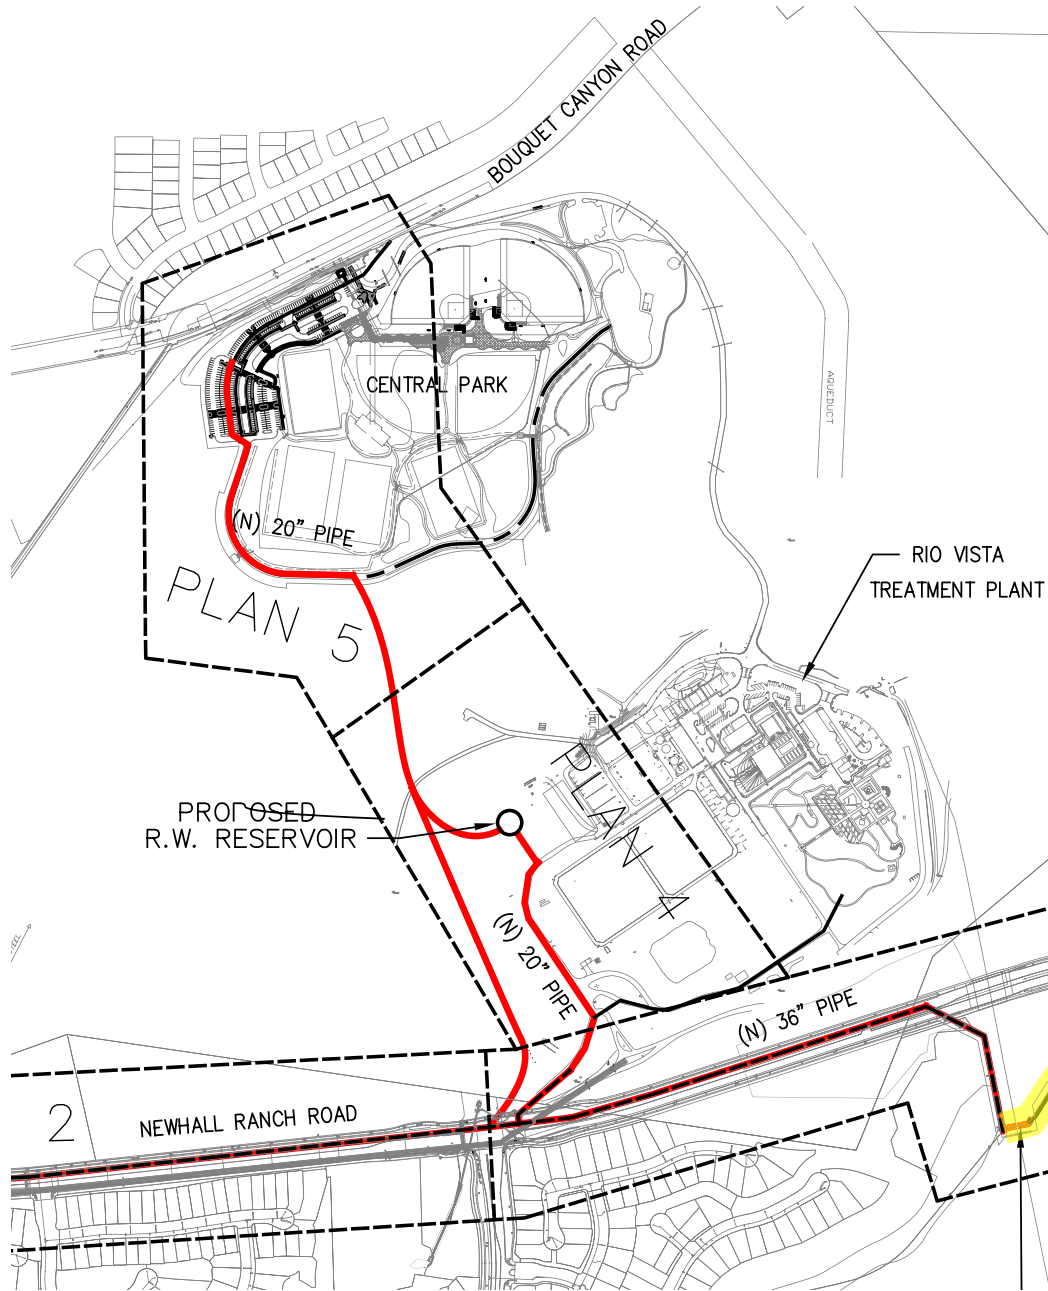 BOUQUET CANYON ROAD
CENTRAL PARK
AQUEDUCT
(N) 20" PIPE
RIO VISTA
TREATMENT PLANT
PLAN 5
PLAN 4
PROPOSED
R.W. RESERVOIR
(N) 20" PIPE
(N) 36" PIPE
2
NEWHALL RANCH ROAD